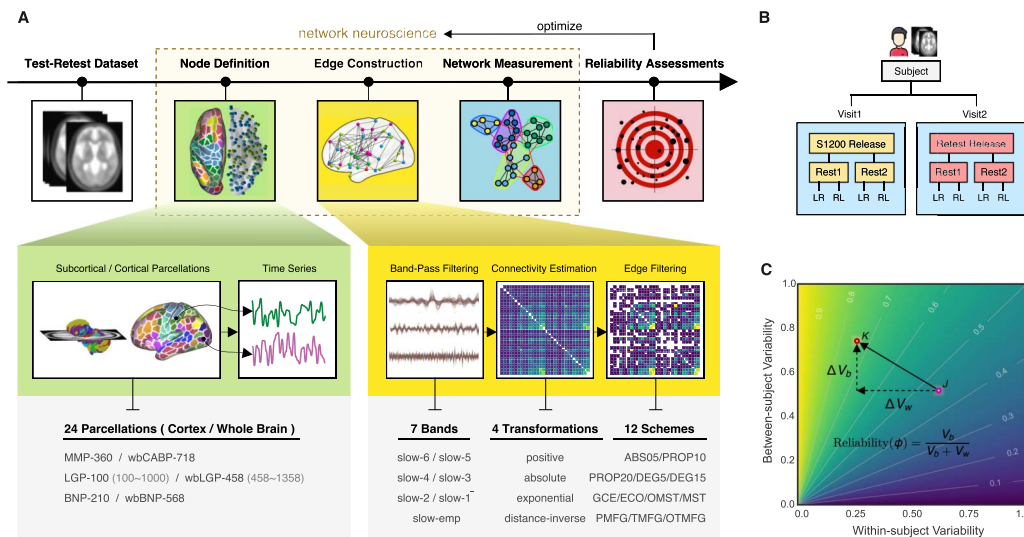 A
network neuroscience
optimize
Test-Retest Dataset
Node Definition
Edge Construction
Network Measurement
Reliability Assessments
Subcortical / Cortical Parcellations
Time Series
Band-Pass Filtering
Connectivity Estimation
Edge Filtering
24 Parcellations ( Cortex / Whole Brain )
MMP-360 / wbCABP-718
LGP-100 (100~1000) / wbLGP-458 (458~1358)
BNP-210 / wbBNP-568
7 Bands
slow-6 / slow-5
slow-4 / slow-3
slow-2 / slow-1-
slow-emp
4 Transformations
positive
absolute
exponential
distance-inverse
12 Schemes
ABS05/PROP10
PROP20/DEG5/DEG15
GCE/ECO/OMST/MST
PMFG/TMFG/OTMFG
B
Subject
Visit1
Visit2
S1200 Release
Retest Release
Rest1
Rest2
Rest1
Rest2
LR RL LR RL
LR RL LR RL
C
Between-subject Variability
1.0
0.8
0.6
0.4
0.2
0.0
0.0 0.25 0.50 0.75 1.
Within-subject Variability
0.9
0.8
0.7
0.6
0.5
0.4
0.3
0.2
0.1
K
J
ΔV_b
ΔV_w
Reliability(ϕ) = V_b / (V_b + V_w)